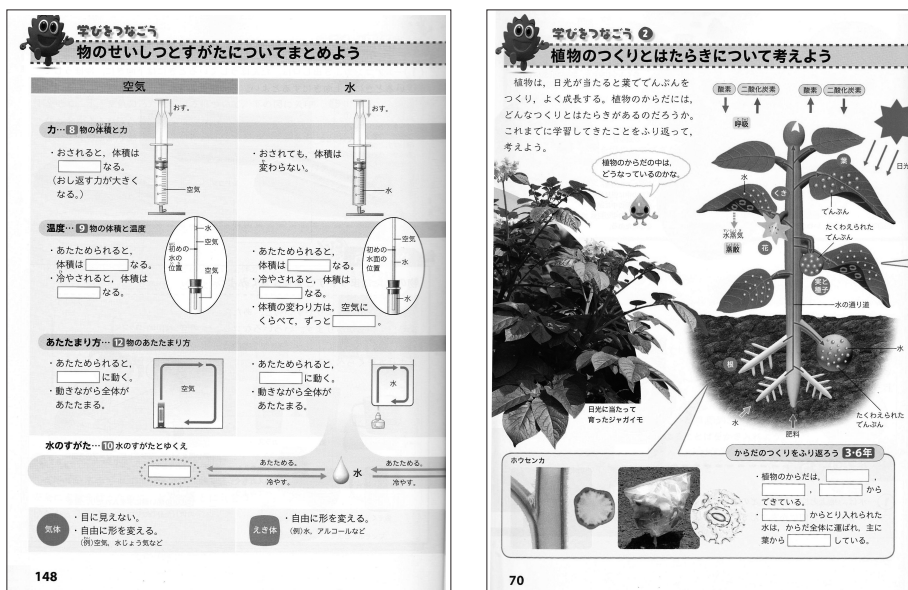 学びをつなごう
物のせいしつとすがたについてまとめよう
空気
水
おす。
おす。
力…8 物の体積と力
・おされると，体積は
なる。
（おし返す力が大きく
なる。）
空気
・おされても，体積は
変わらない。
水
温度…9 物の体積と温度
・あたためられると，
体積は なる。
・冷やされると，体積は
なる。
水
空気
初めの
水の
位置
空気
・あたためられると，
体積は なる。
・冷やされると，体積は
なる。
・体積の変わり方は，空気に
くらべて，ずっと 。
空気
初めの
水面の
位置
水
水
あたたまり方…12 物のあたたまり方
・あたためられると，
に動く。
・動きながら全体が
あたたまる。
空気
・あたためられると，
に動く。
・動きながら全体が
あたたまる。
水
水のすがた…10 水のすがたとゆくえ
あたためる。
冷やす。
水
あたためる。
冷やす。
気体
・目に見えない。
・自由に形を変える。
（例）空気，水じょう気など
えき体
・自由に形を変える。
（例）水，アルコールなど
148
学びをつなごう 2
植物のつくりとはたらきについて考えよう
植物は，日光が当たると葉ででんぷんを
つくり，よく成長する。植物のからだには，
どんなつくりとはたらきがあるのだろうか。
これまでに学習してきたことをふり返って，
考えよう。
植物のからだの中は，
どうなっているのかな。
酸素 二酸化炭素
呼吸
酸素 二酸化炭素
日光
葉
水
くき
でんぷん
水蒸気
蒸散
花
たくわえられた
でんぷん
実と
種子
水の通り道
根
水
水
肥料
たくわえられた
でんぷん
日光に当たって
育ったジャガイモ
からだのつくりをふり返ろう 3・6年
ホウセンカ
・植物のからだは， ，
， から
できている。
・ からとり入れられた
水は，からだ全体に運ばれ，主に
葉から している。
70